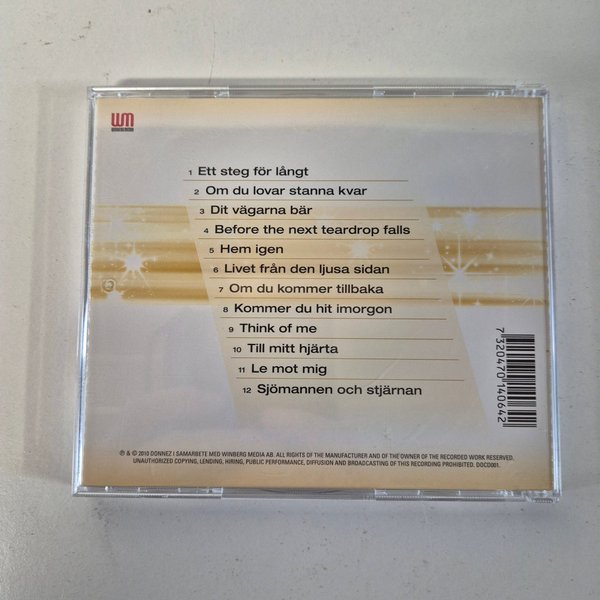 WM
1 Ett steg för långt
2 Om du lovar stanna kvar
3 Dit vägarna bär
4 Before the next teardrop falls
5 Hem igen
6 Livet från den ljusa sidan
7 Om du kommer tillbaka
8 Kommer du hit imorgon
9 Think of me
10 Till mitt hjärta
11 Le mot mig
12 Sjömannen och stjärnan
7 320470 140642
℗ & © 2010 DONNEZ I SAMARBETE MED WINBERG MEDIA AB. ALL RIGHTS OF THE MANUFACTURER AND OF THE OWNER OF THE RECORDED WORK RESERVED.
UNAUTHORIZED COPYING, LENDING, HIRING, PUBLIC PERFORMANCE, DIFFUSION AND BROADCASTING OF THIS RECORDING PROHIBITED. DOCD001.